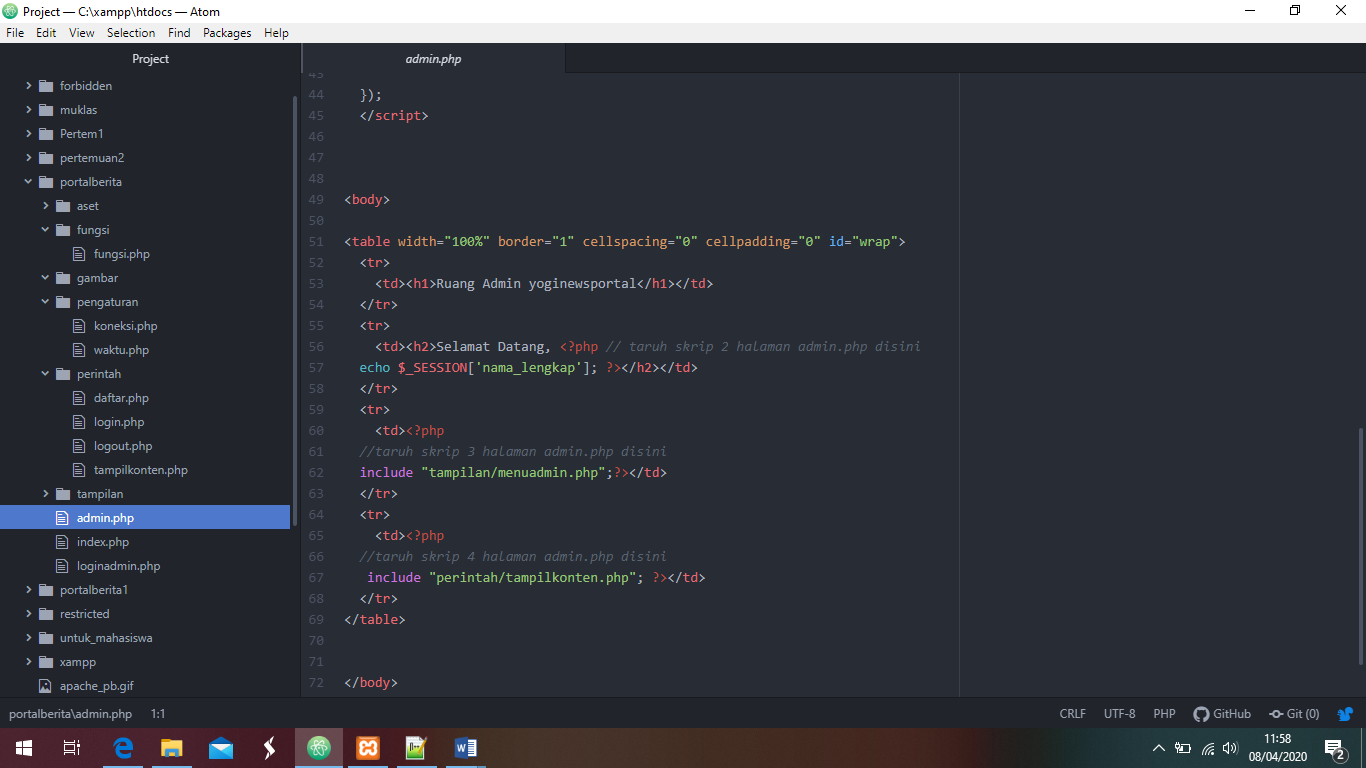 Project — C:\xampp\htdocs — Atom
File Edit View Selection Find Packages Help
Project
forbidden
muklas
Pertem1
pertemuan2
portalberita
aset
fungsi
fungsi.php
gambar
pengaturan
koneksi.php
waktu.php
perintah
daftar.php
login.php
logout.php
tampilkonten.php
tampilan
admin.php
index.php
loginadmin.php
portalberita1
restricted
untuk_mahasiswa
xampp
apache_pb.gif
admin.php
43
44 });
45 </script>
46
47
48
49 <body>
50
51 <table width="100%" border="1" cellspacing="0" cellpadding="0" id="wrap">
52 <tr>
53 <td><h1>Ruang Admin yoginewsportal</h1></td>
54 </tr>
55 <tr>
56 <td><h2>Selamat Datang, <?php // taruh skrip 2 halaman admin.php disini
57 echo $_SESSION['nama_lengkap']; ?></h2></td>
58 </tr>
59 <tr>
60 <td><?php
61 //taruh skrip 3 halaman admin.php disini
62 include "tampilan/menuadmin.php";?></td>
63 </tr>
64 <tr>
65 <td><?php
66 //taruh skrip 4 halaman admin.php disini
67 include "perintah/tampilkonten.php"; ?></td>
68 </tr>
69 </table>
70
71
72 </body>
portalberita\admin.php 1:1 CRLF UTF-8 PHP GitHub Git (0)
11:58
08/04/2020
2